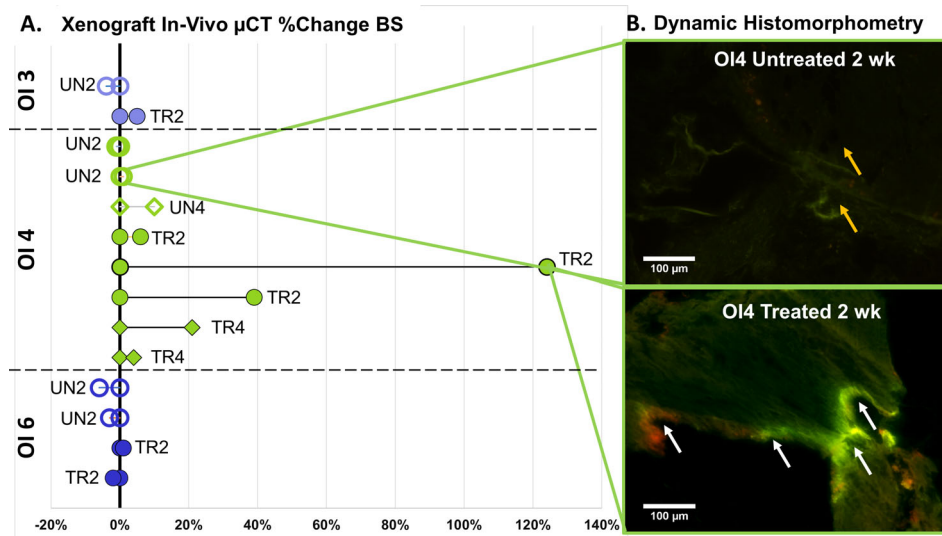 A. Xenograft In-Vivo µCT %Change BS
OI 3
UN2
TR2
OI 4
UN2
UN2
UN4
TR2
TR2
TR2
TR4
TR4
OI 6
UN2
UN2
TR2
TR2
-20% 0% 20% 40% 60% 80% 100% 120% 140%
B. Dynamic Histomorphometry
OI4 Untreated 2 wk
100 µm
OI4 Treated 2 wk
100 µm